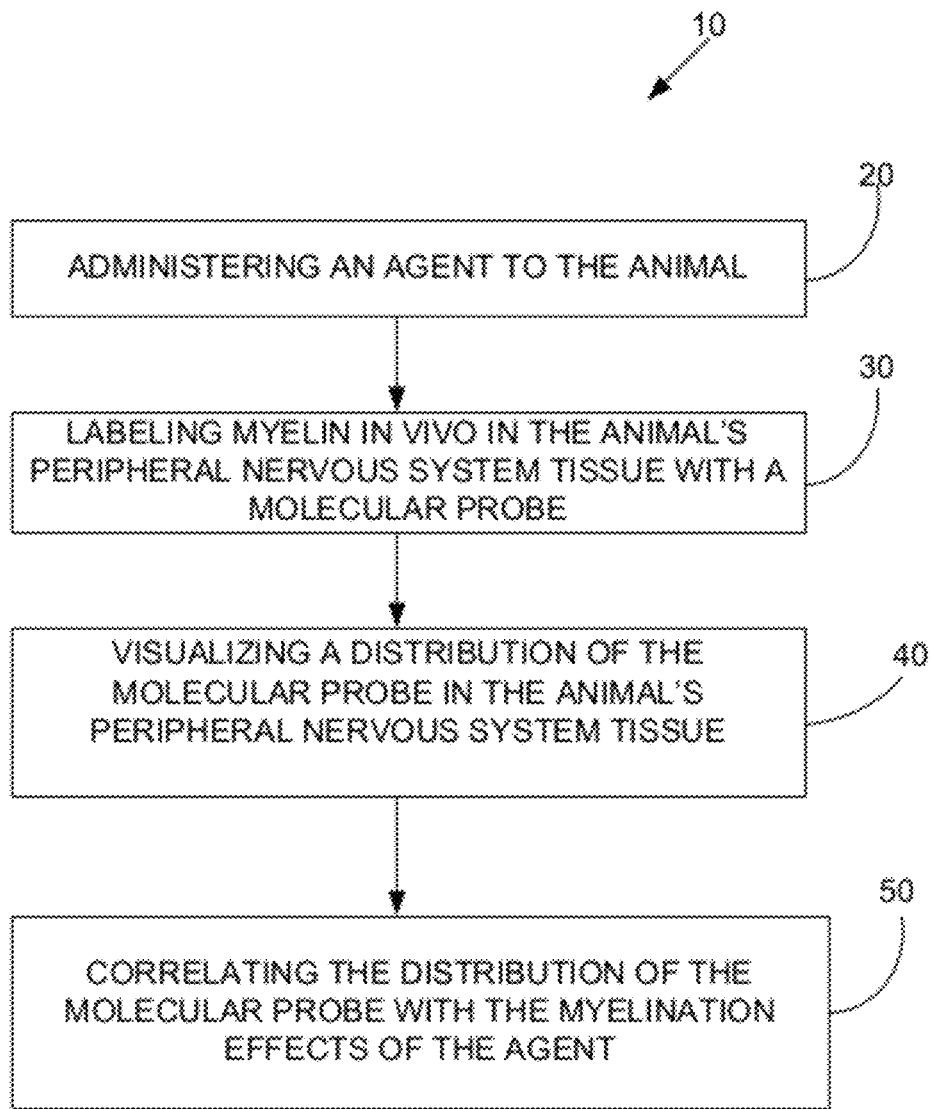 10
20
ADMINISTERING AN AGENT TO THE ANIMAL
30
LABELING MYELIN IN VIVO IN THE ANIMAL'S
PERIPHERAL NERVOUS SYSTEM TISSUE WITH A
MOLECULAR PROBE
40
VISUALIZING A DISTRIBUTION OF THE
MOLECULAR PROBE IN THE ANIMAL'S
PERIPHERAL NERVOUS SYSTEM TISSUE
50
CORRELATING THE DISTRIBUTION OF THE
MOLECULAR PROBE WITH THE MYELINATION
EFFECTS OF THE AGENT